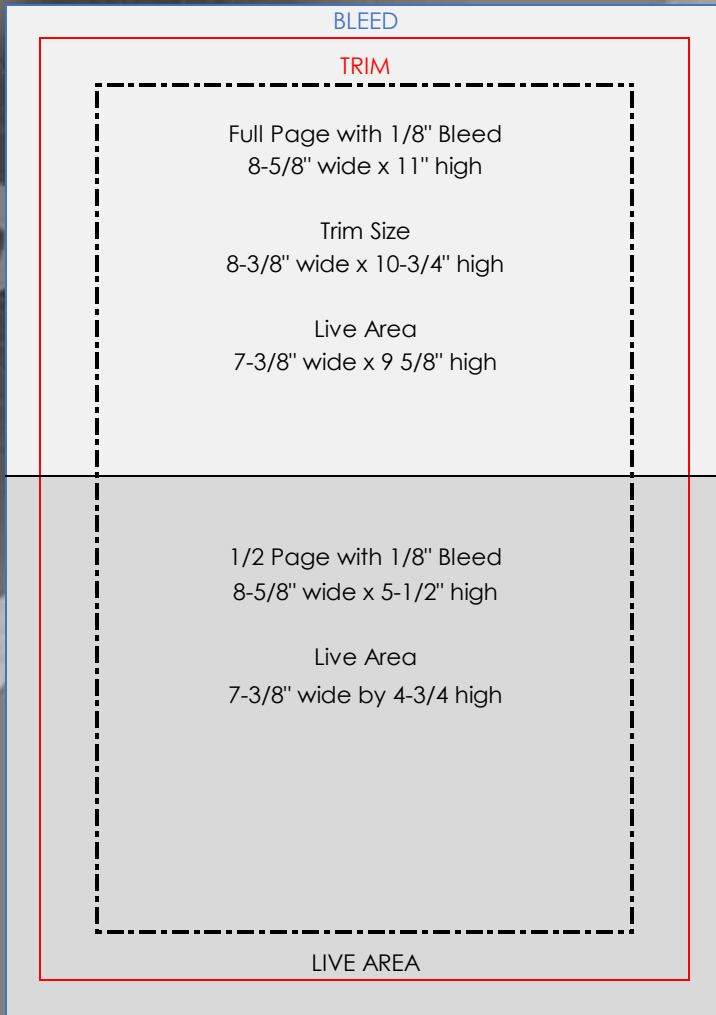 BLEED
TRIM
Full Page with 1/8" Bleed
8-5/8" wide x 11" high
Trim Size
8-3/8" wide x 10-3/4" high
Live Area
7-3/8" wide x 9 5/8" high
1/2 Page with 1/8" Bleed
8-5/8" wide x 5-1/2" high
Live Area
7-3/8" wide by 4-3/4 high
LIVE AREA